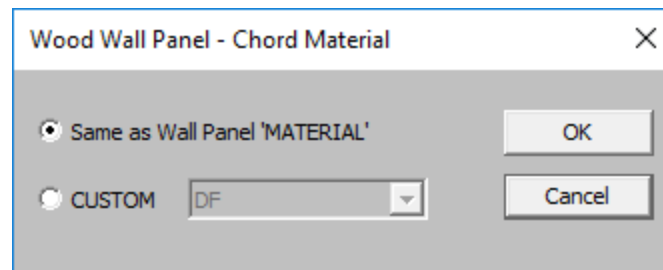 Wood Wall Panel - Chord Material
Same as Wall Panel 'MATERIAL'
OK
CUSTOM
DF
Cancel